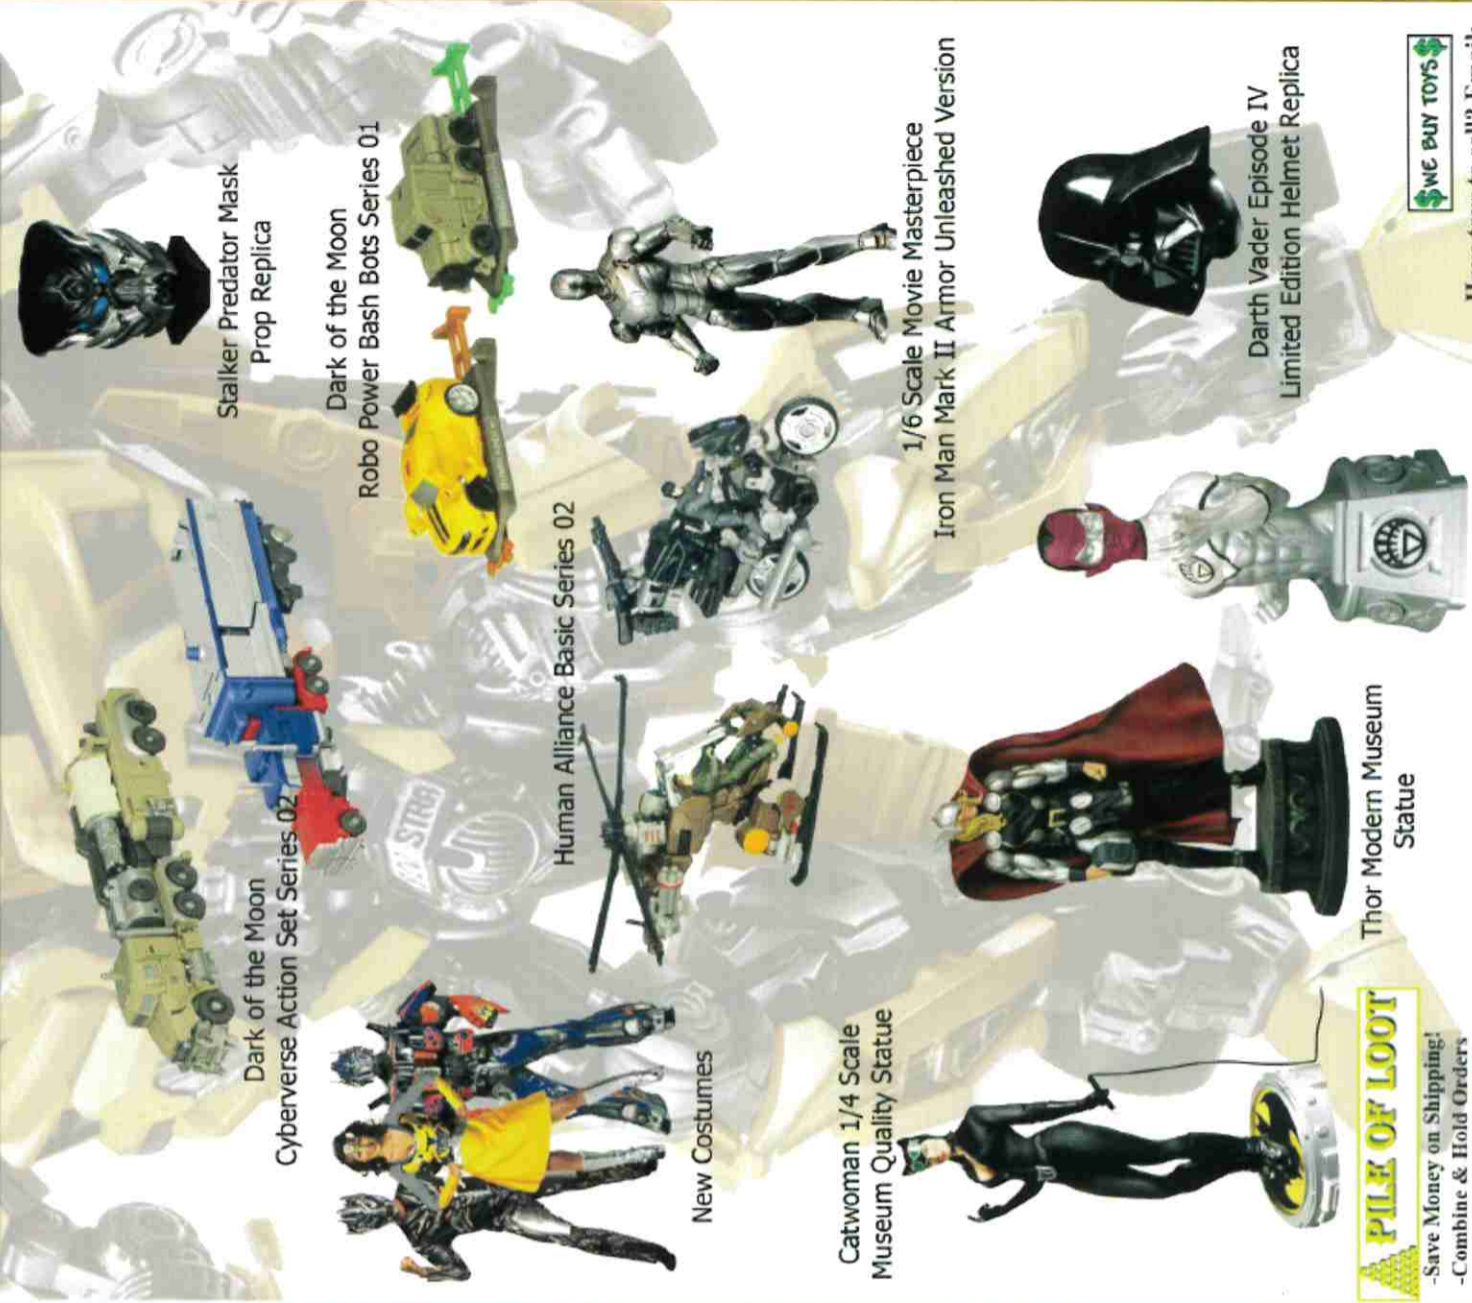 Dark of the Moon
Cyberverse Action Set Series 02
Stalker Predator Mask
Prop Replica
Dark of the Moon
Robo Power Bash Bots Series 01
New Costumes
Human Alliance Basic Series 02
Catwoman 1/4 Scale
Museum Quality Statue
1/6 Scale Movie Masterpiece
Iron Man Mark II Armor Unleashed Version
Thor Modern Museum
Statue
Darth Vader Episode IV
Limited Edition Helmet Replica
PILE OF LOOT
-Save Money on Shipping!
-Combine & Hold Orders
$WE BUY TOYS$